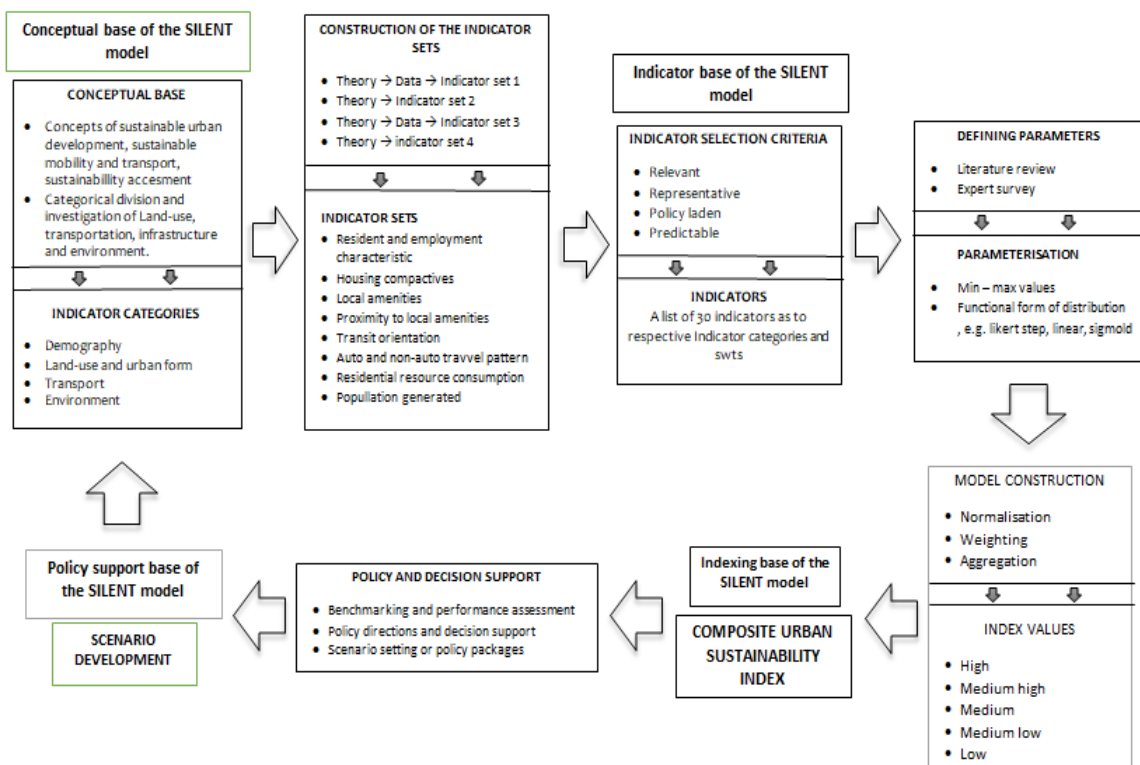 Conceptual base of the SILENT
model
CONCEPTUAL BASE
• Concepts of sustainable urban
development, sustainable
mobility and transport,
sustainabillity accesment
• Categorical division and
investigation of Land-use,
transportation, infrastructure
and environment.
INDICATOR CATEGORIES
• Demography
• Land-use and urban form
• Transport
• Environment
CONSTRUCTION OF THE INDICATOR
SETS
• Theory → Data → Indicator set 1
• Theory → Indicator set 2
• Theory → Data → Indicator set 3
• Theory → indicator set 4
INDICATOR SETS
• Resident and employment
characteristic
• Housing compactives
• Local amenities
• Proximity to local amenities
• Transit orientation
• Auto and non-auto travvel pattern
• Residential resource consumption
• Popullation generated
Indicator base of the SILENT
model
INDICATOR SELECTION CRITERIA
• Relevant
• Representative
• Policy laden
• Predictable
INDICATORS
A list of 30 indicators as to
respective Indicator categories and
swts
DEFINING PARAMETERS
• Literature review
• Expert survey
PARAMETERISATION
• Min – max values
• Functional form of distribution
, e.g. likert step, linear, sigmold
MODEL CONSTRUCTION
• Normalisation
• Weighting
• Aggregation
INDEX VALUES
• High
• Medium high
• Medium
• Medium low
• Low
Indexing base of the
SILENT model
COMPOSITE URBAN
SUSTAINABILITY
INDEX
POLICY AND DECISION SUPPORT
• Benchmarking and performance assessment
• Policy directions and decision support
• Scenario setting or policy packages
Policy support base of
the SILENT model
SCENARIO
DEVELOPMENT